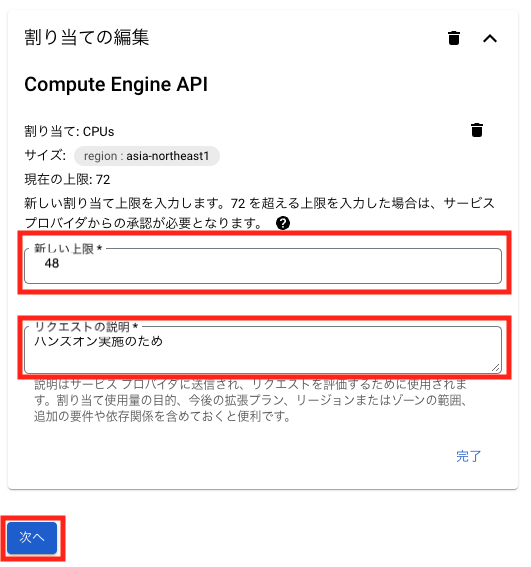 割り当ての編集
Compute Engine API
割り当て: CPUs
サイズ: region : asia-northeast1
現在の上限: 72
新しい割り当て上限を入力します。72 を超える上限を入力した場合は、サービス
プロバイダからの承認が必要となります。
新しい上限 *
48
リクエストの説明 *
ハンズオン実施のため
説明はサービス プロバイダに送信され、リクエストを評価するために使用されま
す。割り当て使用量の目的、今後の拡張プラン、リージョンまたはゾーンの範囲、
追加の要件や依存関係を含めておくと便利です。
完了
次へ